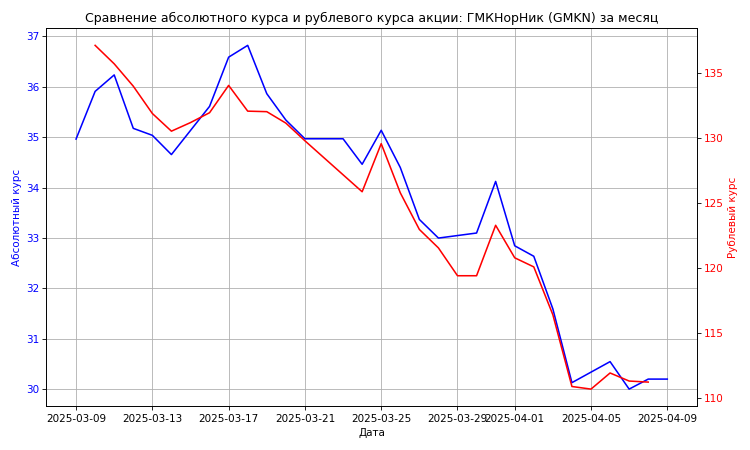 Сравнение абсолютного курса и рублевого курса акции: ГМКНорНик (GMKN) за месяц
37
36
35
34
33
32
31
30
Абсолютный курс
135
130
125
120
115
110
Рублевый курс
2025-03-09 2025-03-13 2025-03-17 2025-03-21 2025-03-25 2025-03-29 2025-04-01 2025-04-05 2025-04-09
Дата